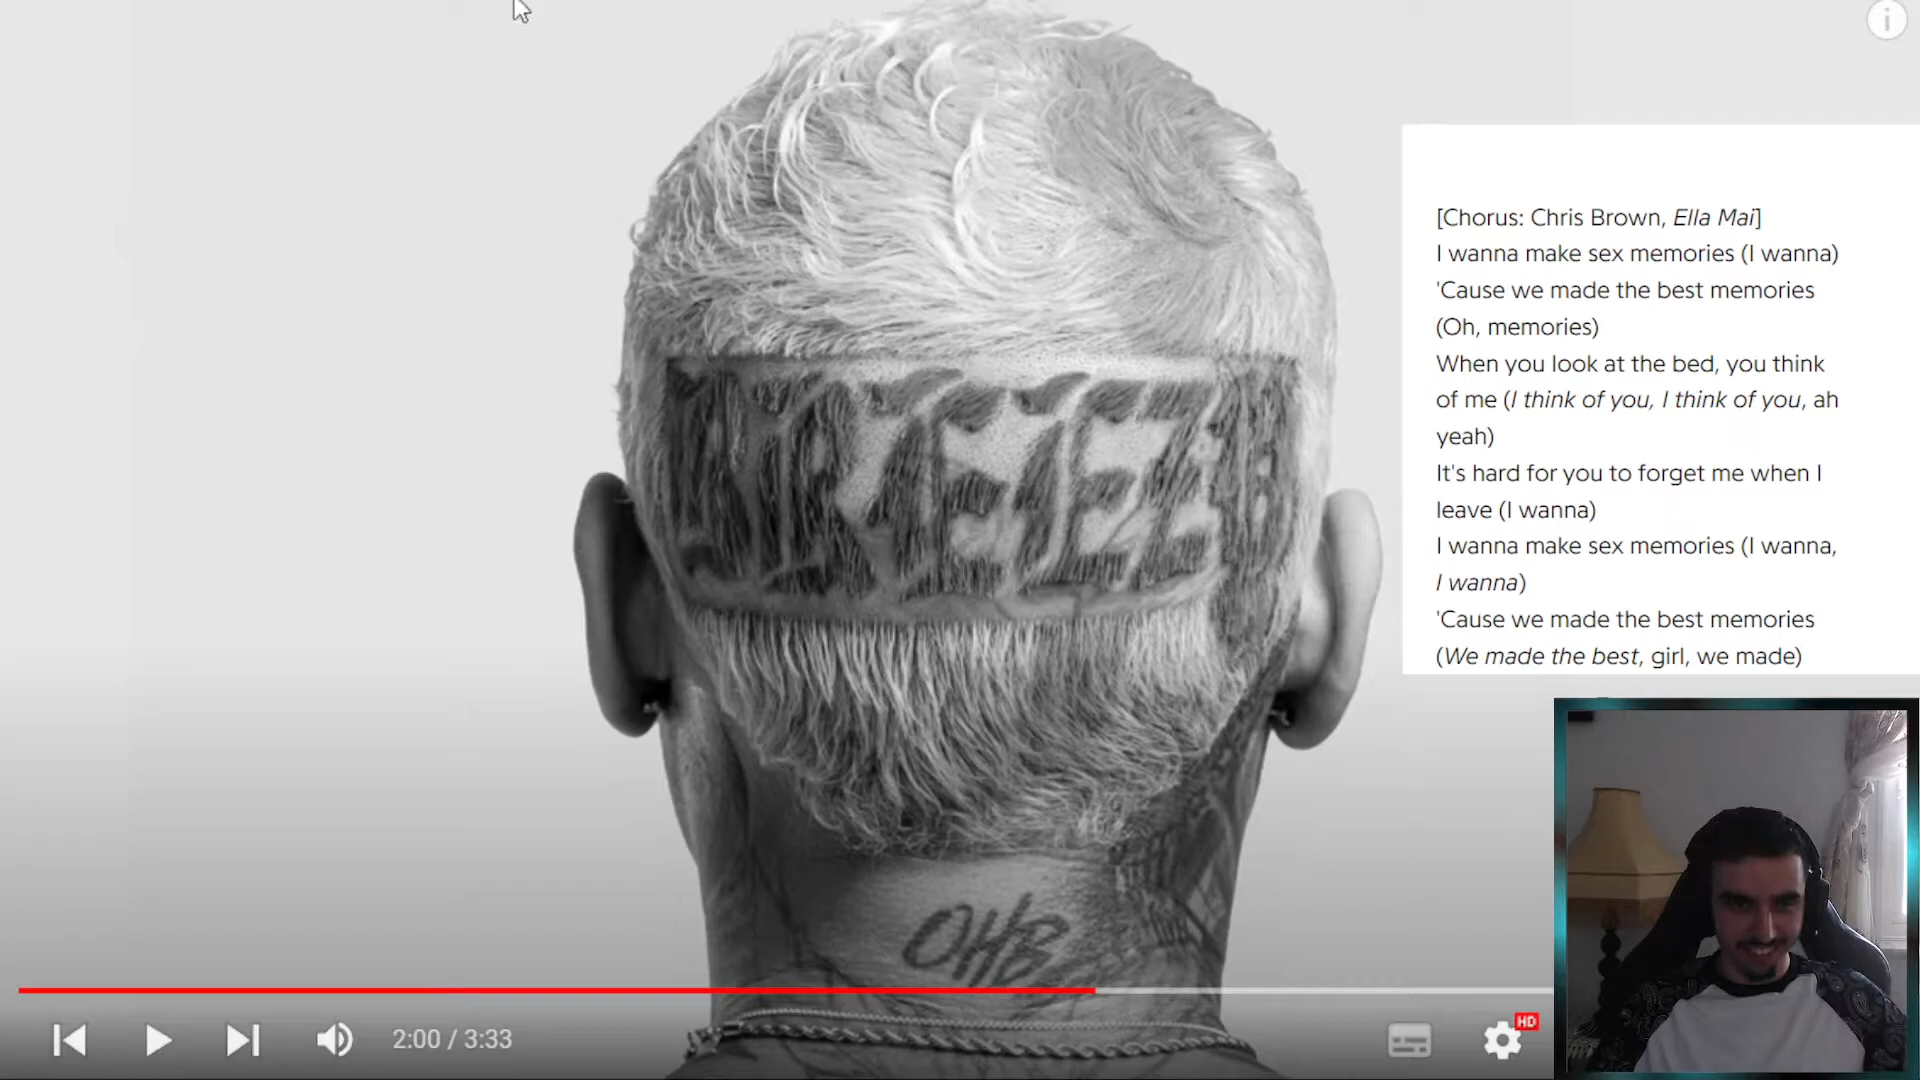 [Chorus: Chris Brown, Ella Mai]
I wanna make sex memories (I wanna)
'Cause we made the best memories
(Oh, memories)
When you look at the bed, you think
of me (I think of you, I think of you, ah
yeah)
It's hard for you to forget me when I
leave (I wanna)
I wanna make sex memories (I wanna,
I wanna)
'Cause we made the best memories
(We made the best, girl, we made)
BREEZY
OHB
2:00 / 3:33
HD